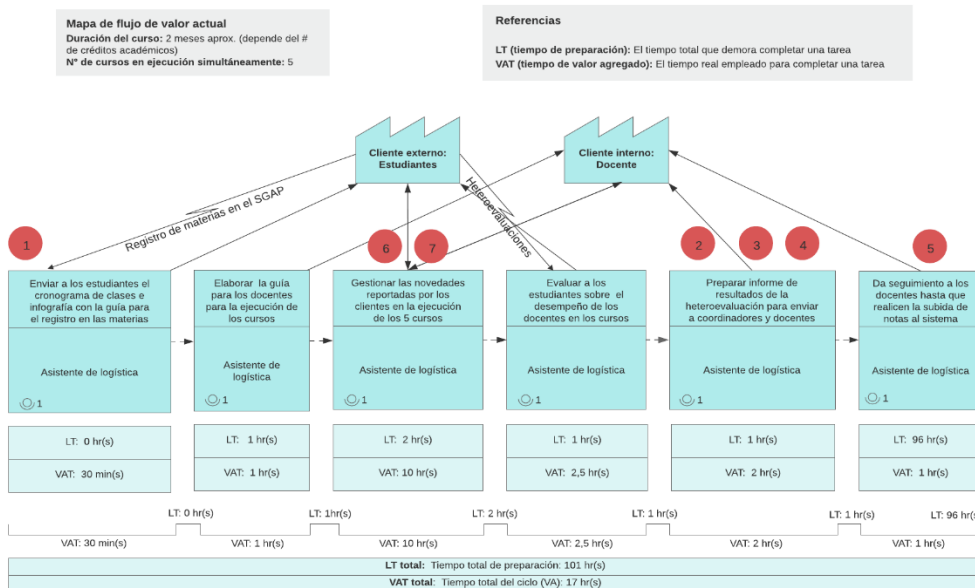 Mapa de flujo de valor actual
Duración del curso: 2 meses aprox. (depende del #
de créditos académicos)
N° de cursos en ejecución simultáneamente: 5
Referencias
LT (tiempo de preparación): El tiempo total que demora completar una tarea
VAT (tiempo de valor agregado): El tiempo real empleado para completar una tarea
Cliente externo:
Estudiantes
Cliente interno:
Docente
Registro de materias en el SGAP
Heteroevaluaciones
1
6
7
2
3
4
5
Enviar a los estudiantes el
cronograma de clases e
infografía con la guía para
el registro en las materias
Asistente de logística
1
Elaborar la guía
para los docentes
para la ejecución de
los cursos
Asistente de
logística
1
Gestionar las novedades
reportadas por los
clientes en la ejecución
de los 5 cursos
Asistente de logística
1
Evaluar a los
estudiantes sobre el
desempeño de los
docentes en los cursos
Asistente de logística
1
Preparar informe de
resultados de la
heteroevaluación para enviar
a coordinadores y docentes
Asistente de logística
1
Da seguimiento a los
docentes hasta que
realicen la subida de
notas al sistema
Asistente de logística
1
LT: 0 hr(s)
LT: 1 hr(s)
LT: 2 hr(s)
LT: 1 hr(s)
LT: 1 hr(s)
LT: 96 hr(s)
VAT: 30 min(s)
VAT: 1 hr(s)
VAT: 10 hr(s)
VAT: 2,5 hr(s)
VAT: 2 hr(s)
VAT: 1 hr(s)
LT: 0 hr(s)
LT: 1hr(s)
LT: 2 hr(s)
LT: 1 hr(s)
LT: 1 hr(s)
LT: 96 hr(s)
VAT: 30 min(s)
VAT: 1 hr(s)
VAT: 10 hr(s)
VAT: 2,5 hr(s)
VAT: 2 hr(s)
VAT: 1 hr(s)
LT total: Tiempo total de preparación: 101 hr(s)
VAT total: Tiempo total del ciclo (VA): 17 hr(s)